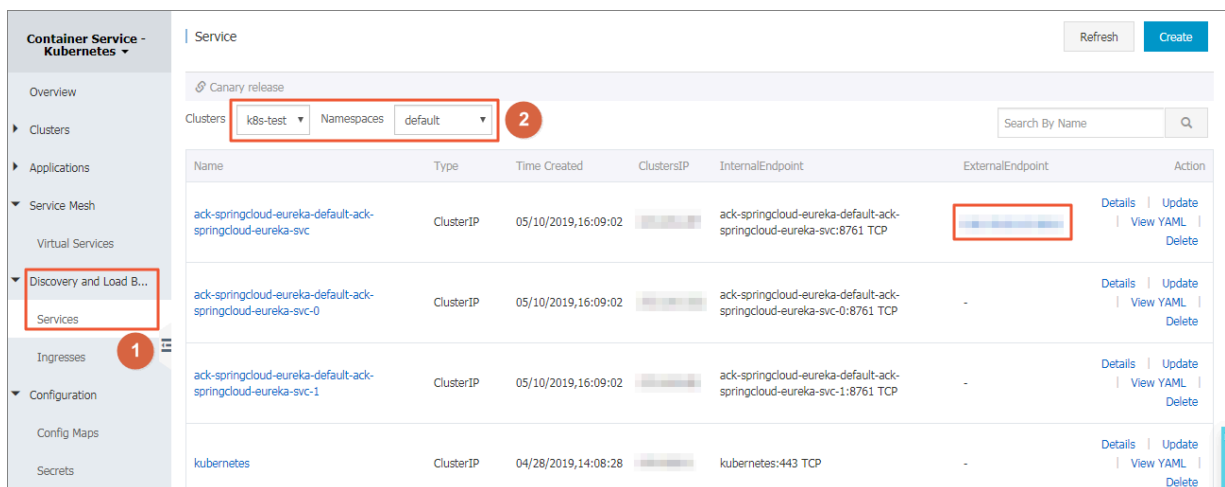 Container Service -
Kubernetes
Overview
Clusters
Applications
Service Mesh
Virtual Services
Discovery and Load B...
Services
1
Ingresses
Configuration
Config Maps
Secrets
Service
Refresh
Create
Canary release
Clusters k8s-test Namespaces default 2
Search By Name
Name Type Time Created ClustersIP InternalEndpoint ExternalEndpoint Action
ack-springcloud-eureka-default-ack-
springcloud-eureka-svc
ClusterIP
05/10/2019,16:09:02
ack-springcloud-eureka-default-ack-
springcloud-eureka-svc:8761 TCP
Details | Update
| View YAML |
Delete
ack-springcloud-eureka-default-ack-
springcloud-eureka-svc-0
ClusterIP
05/10/2019,16:09:02
ack-springcloud-eureka-default-ack-
springcloud-eureka-svc-0:8761 TCP
-
Details | Update
| View YAML |
Delete
ack-springcloud-eureka-default-ack-
springcloud-eureka-svc-1
ClusterIP
05/10/2019,16:09:02
ack-springcloud-eureka-default-ack-
springcloud-eureka-svc-1:8761 TCP
-
Details | Update
| View YAML |
Delete
kubernetes
ClusterIP
04/28/2019,14:08:28
kubernetes:443 TCP
-
Details | Update
| View YAML |
Delete